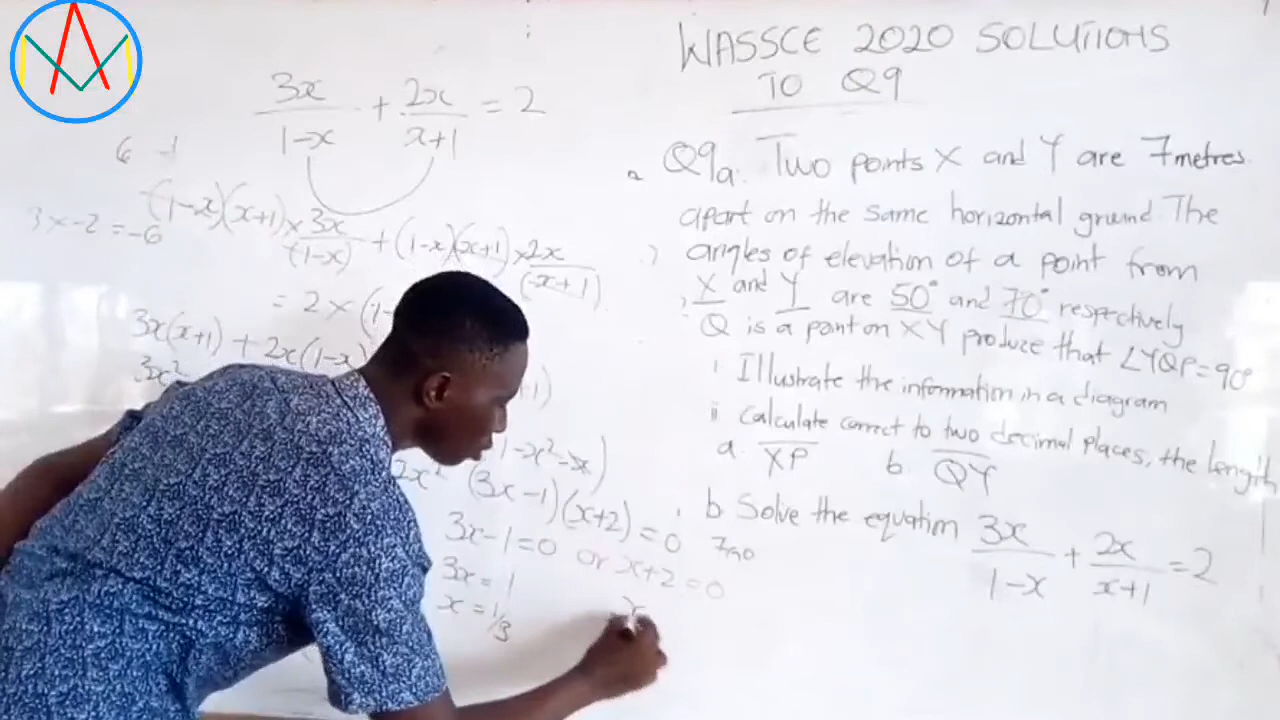 WASSCE 2020 SOLUTIONS
TO Q9
3x/(1-x) + 2x/(x+1) = 2
6 -1
(1-x)(x+1) × 3x/(1-x) + (1-x)(x+1) × 2x/(x+1)
3 x -2 = -6
= 2 × (1-
3x(x+1) + 2x(1-x)
3x²
+1)
1-x²-x)
2x²
(3x-1)(x+2) = 0
3x-1=0 or x+2=0
3x = 1
x = 1/3
x
Q9a. Two points X and Y are 7metres
apart on the same horizontal ground. The
angles of elevation of a point from
X and Y are 50° and 70° respectively
Q is a point on XY produce that ∠YQP=90°
i Illustrate the information in a diagram
ii Calculate correct to two decimal places, the length
a. XP b. QY
b Solve the equation 3x/(1-x) + 2x/(x+1) = 2